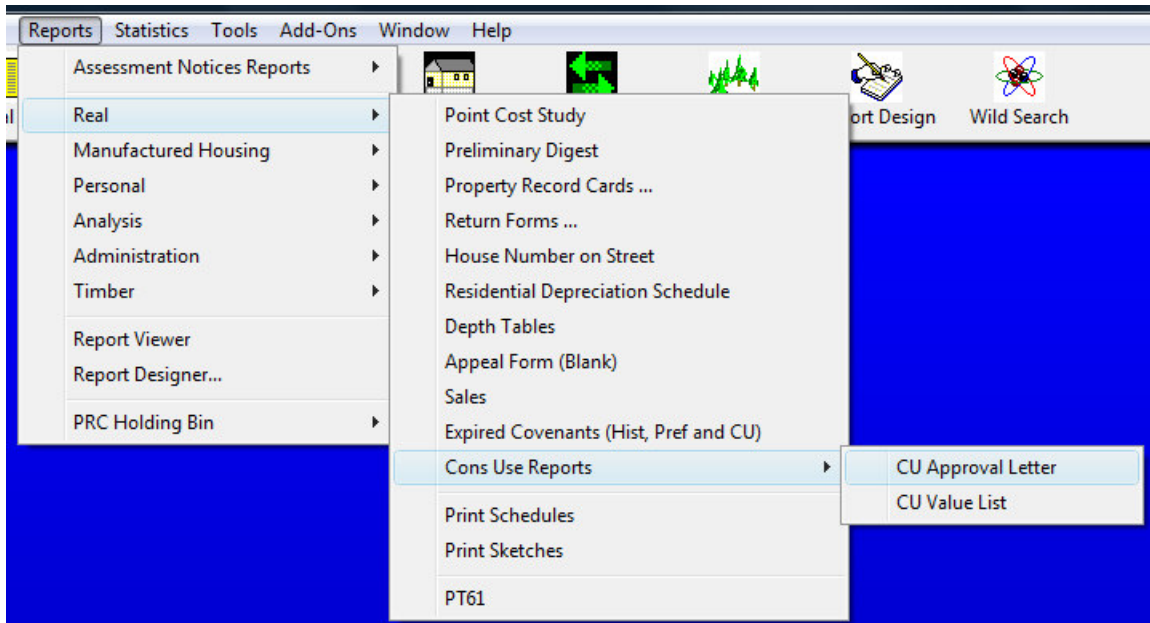 Reports Statistics Tools Add-Ons Window Help
ort Design Wild Search
Assessment Notices Reports
Real
Manufactured Housing
Personal
Analysis
Administration
Timber
Report Viewer
Report Designer...
PRC Holding Bin
Point Cost Study
Preliminary Digest
Property Record Cards ...
Return Forms ...
House Number on Street
Residential Depreciation Schedule
Depth Tables
Appeal Form (Blank)
Sales
Expired Covenants (Hist, Pref and CU)
Cons Use Reports
Print Schedules
Print Sketches
PT61
CU Approval Letter
CU Value List